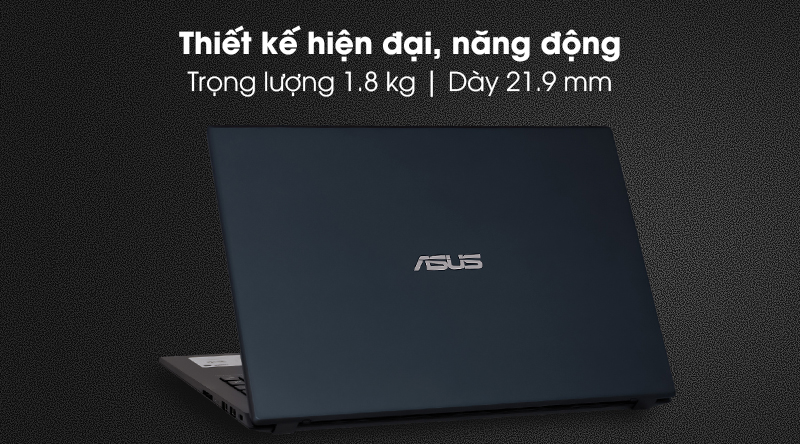 Thiết kế hiện đại, năng động
Trọng lượng 1.8 kg | Dày 21.9 mm
ASUS